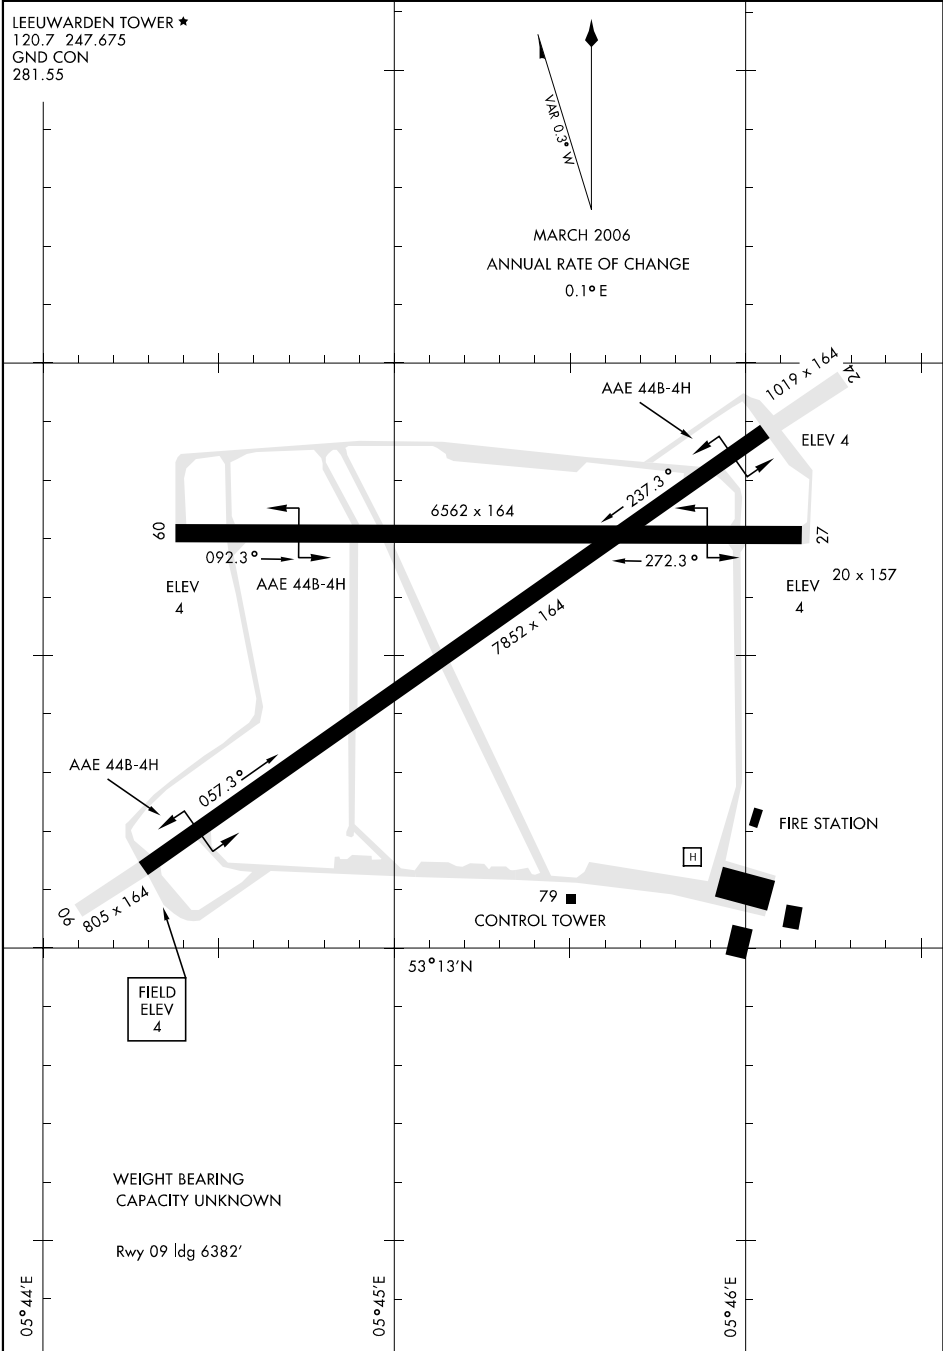 LEEUWARDEN TOWER ★
120.7 247.675
GND CON
281.55
VAR 0.3° W
MARCH 2006
ANNUAL RATE OF CHANGE
0.1° E
1019 x 164
24
AAE 44B-4H
ELEV 4
237.3°
6562 x 164
09
27
092.3°
272.3°
AAE 44B-4H
ELEV
4
ELEV
4
20 x 157
7852 x 164
AAE 44B-4H
057.3°
FIRE STATION
H
06
805 x 164
79
CONTROL TOWER
53°13'N
FIELD
ELEV
4
WEIGHT BEARING
CAPACITY UNKNOWN
Rwy 09 ldg 6382'
05°44'E
05°45'E
05°46'E